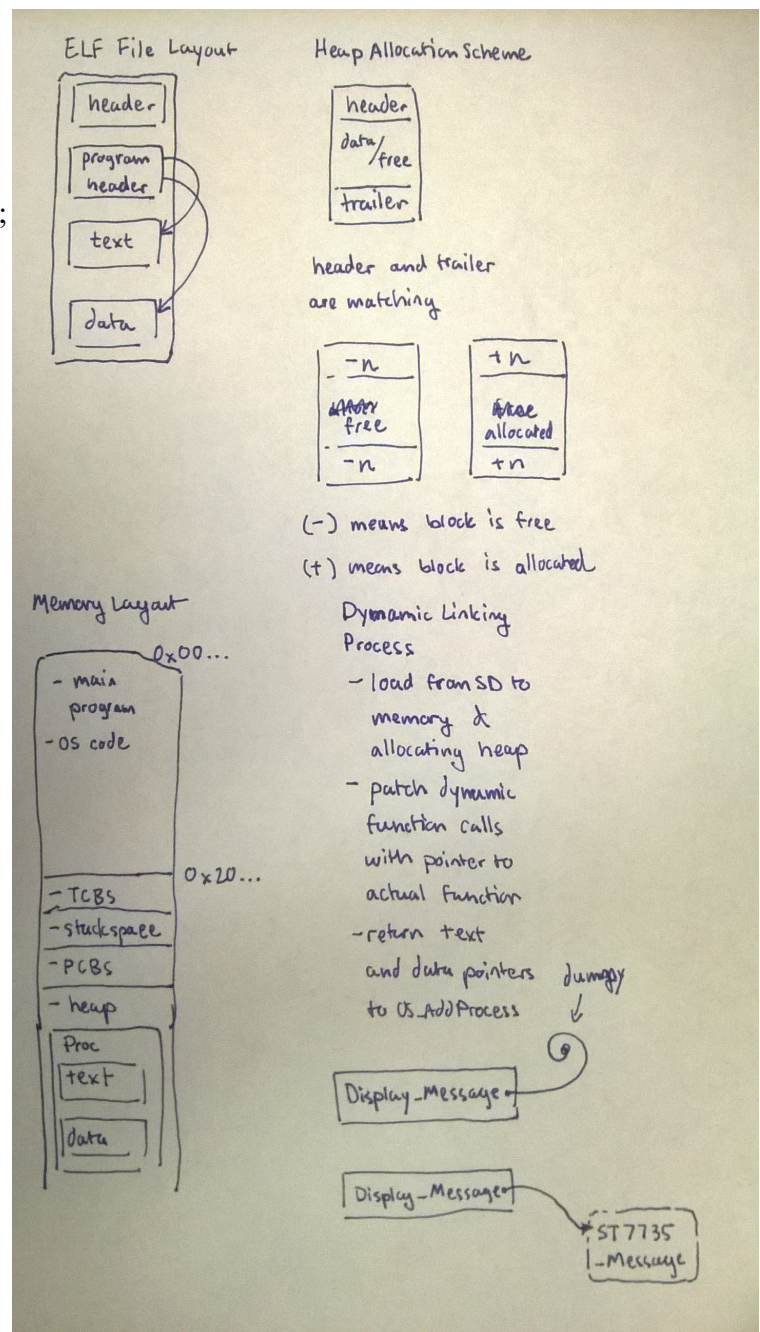 ;
ELF File Layout
header
program
header
text
data
Heap Allocation Scheme
header
data/
free
trailer
header and trailer
are matching
-n
free
-n
+n
allocated
+n
(-) means block is free
(+) means block is allocated
Memory Layout
0x00...
- main
program
- OS code
0x20...
- TCBS
- stackspace
- PCBS
- heap
Proc
text
data
Dynamic Linking
Process
- load from SD to
memory &
allocating heap
- patch dynamic
function calls
with pointer to
actual function
- return text
and data pointers
to OS_AddProcess
Display_Message
Display_Message
ST7735
_Message